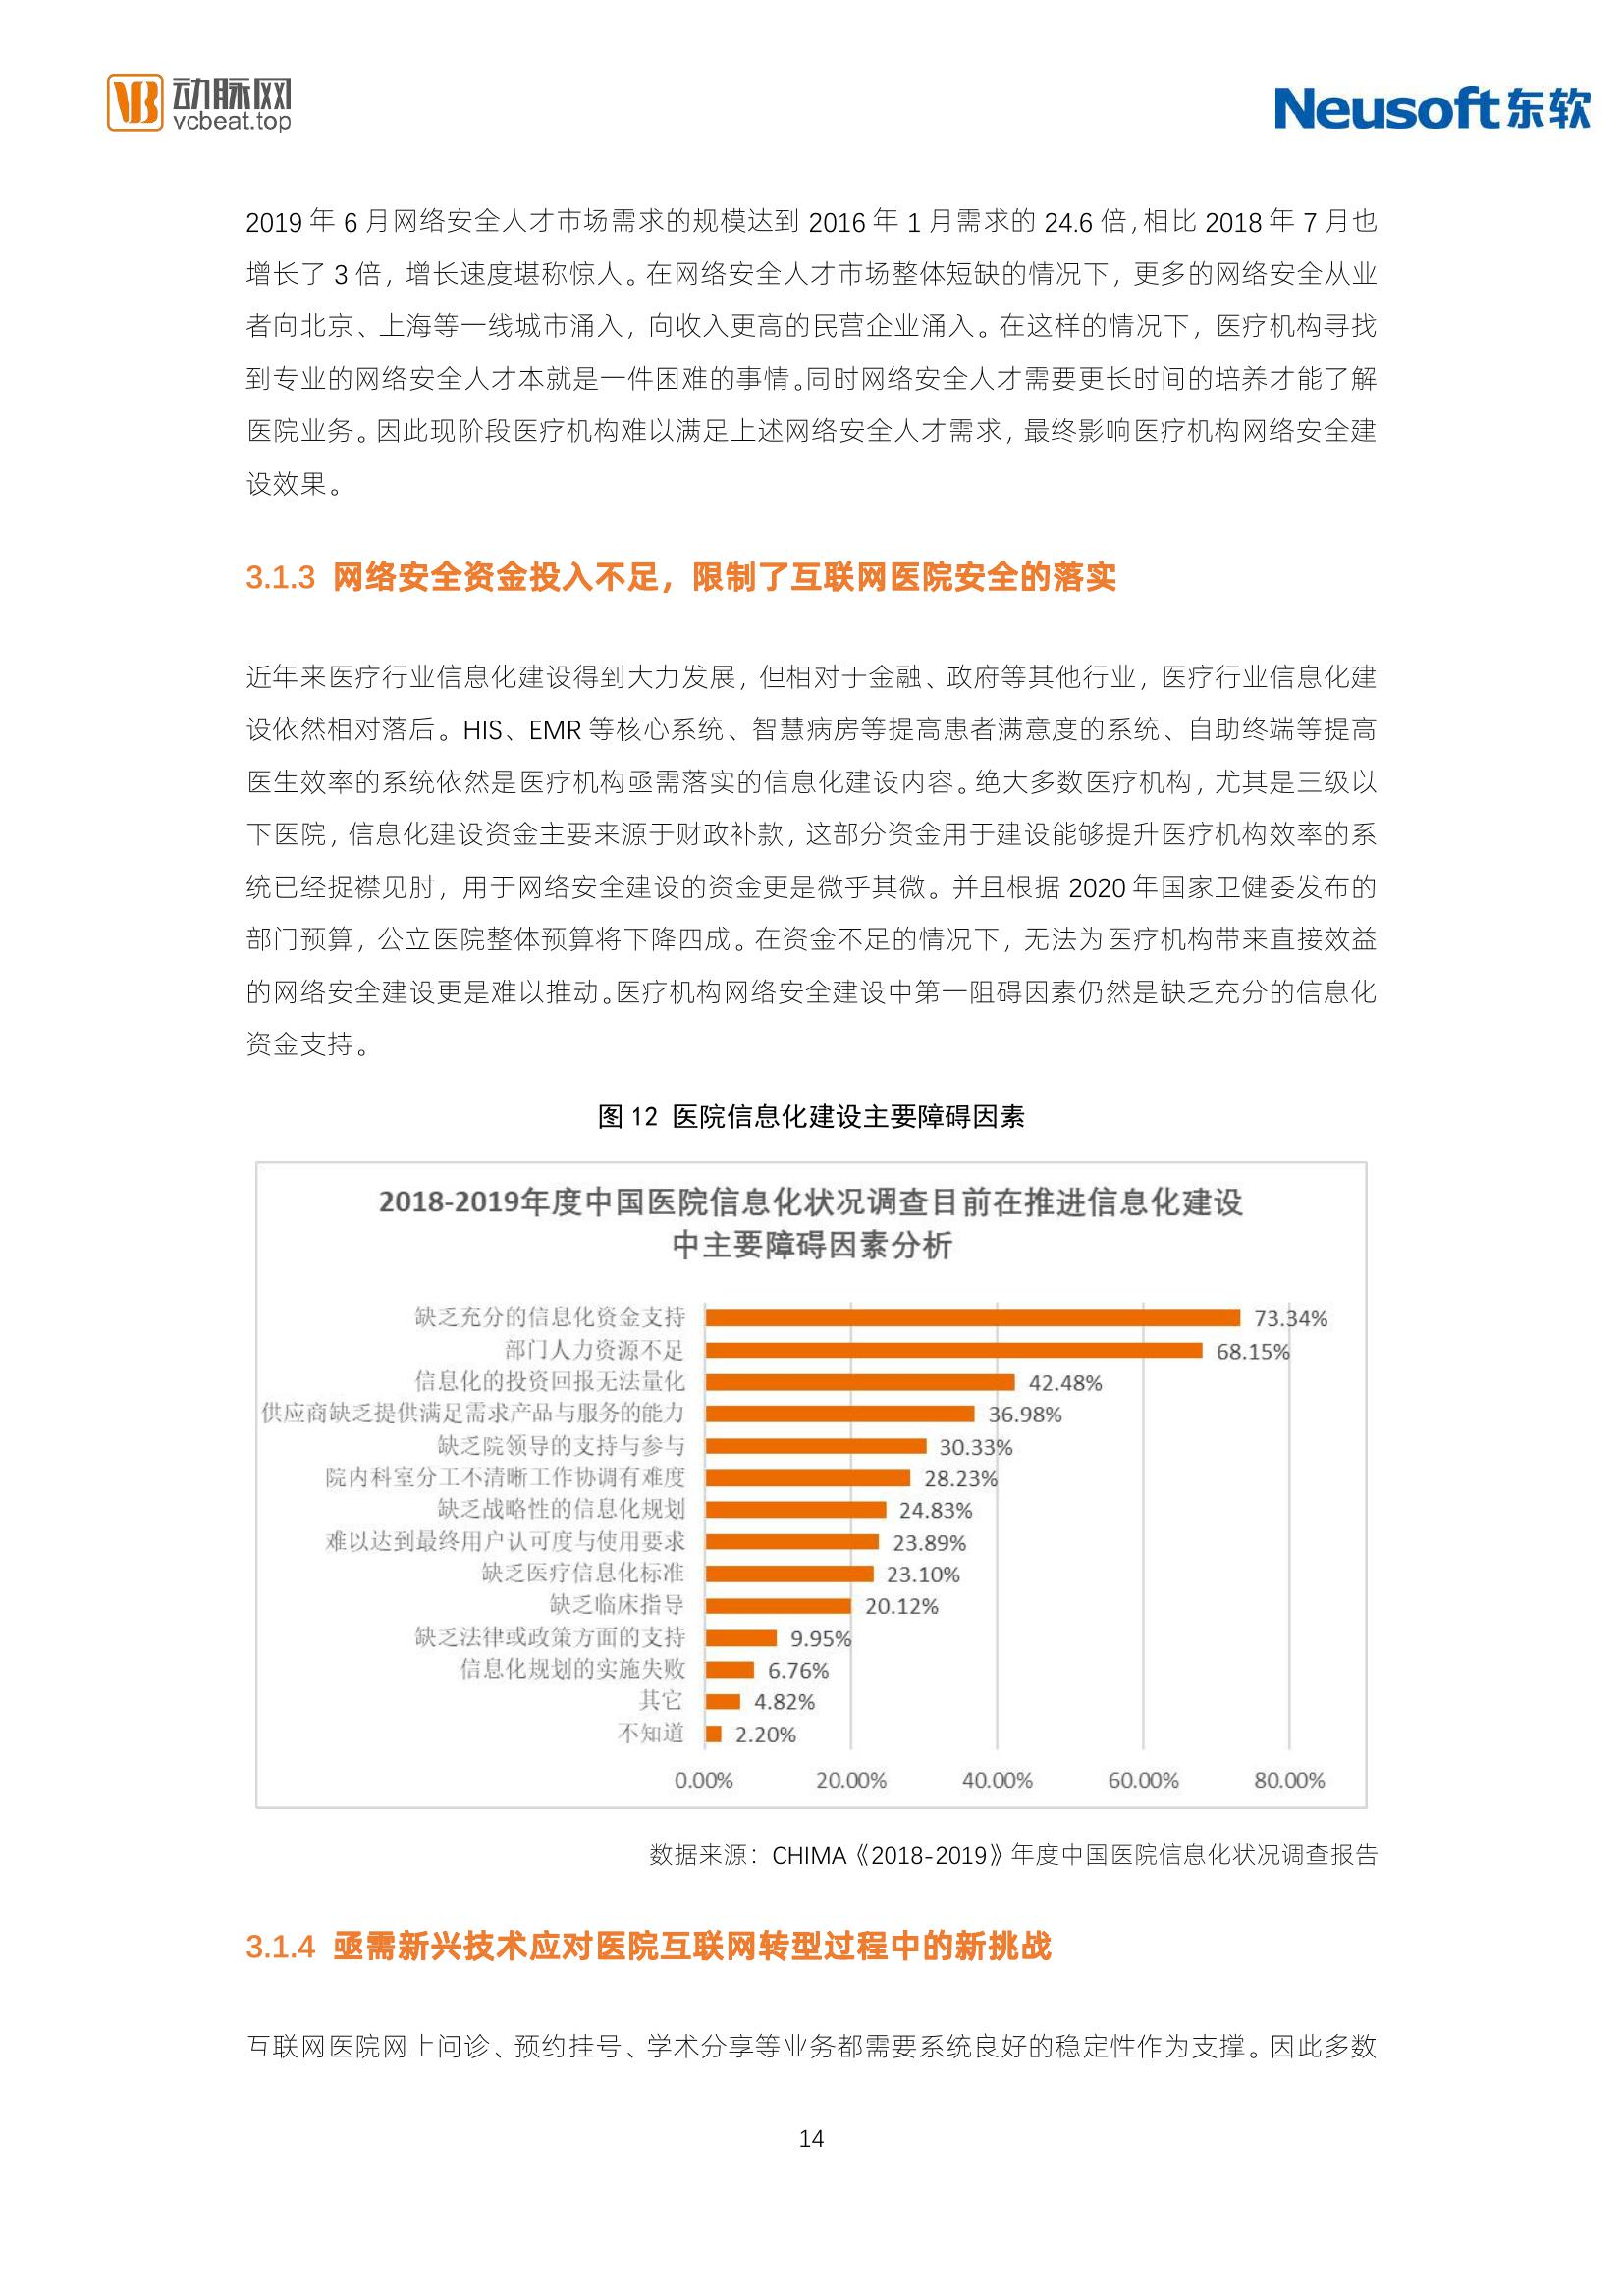 动脉网
vcbeat.top
Neusoft东软
2019 年 6 月网络安全人才市场需求的规模达到 2016 年 1 月需求的 24.6 倍，相比 2018 年 7 月也
增长了 3 倍，增长速度堪称惊人。在网络安全人才市场整体短缺的情况下，更多的网络安全从业
者向北京、上海等一线城市涌入，向收入更高的民营企业涌入。在这样的情况下，医疗机构寻找
到专业的网络安全人才本就是一件困难的事情。同时网络安全人才需要更长时间的培养才能了解
医院业务。因此现阶段医疗机构难以满足上述网络安全人才需求，最终影响医疗机构网络安全建
设效果。
3.1.3 网络安全资金投入不足，限制了互联网医院安全的落实
近年来医疗行业信息化建设得到大力发展，但相对于金融、政府等其他行业，医疗行业信息化建
设依然相对落后。HIS、EMR 等核心系统、智慧病房等提高患者满意度的系统、自助终端等提高
医生效率的系统依然是医疗机构亟需落实的信息化建设内容。绝大多数医疗机构，尤其是三级以
下医院，信息化建设资金主要来源于财政补款，这部分资金用于建设能够提升医疗机构效率的系
统已经捉襟见肘，用于网络安全建设的资金更是微乎其微。并且根据 2020 年国家卫健委发布的
部门预算，公立医院整体预算将下降四成。在资金不足的情况下，无法为医疗机构带来直接效益
的网络安全建设更是难以推动。医疗机构网络安全建设中第一阻碍因素仍然是缺乏充分的信息化
资金支持。
图 12 医院信息化建设主要障碍因素
2018-2019年度中国医院信息化状况调查目前在推进信息化建设
中主要障碍因素分析
缺乏充分的信息化资金支持 73.34%
部门人力资源不足 68.15%
信息化的投资回报无法量化 42.48%
供应商缺乏提供满足需求产品与服务的能力 36.98%
缺乏院领导的支持与参与 30.33%
院内科室分工不清晰工作协调有难度 28.23%
缺乏战略性的信息化规划 24.83%
难以达到最终用户认可度与使用要求 23.89%
缺乏医疗信息化标准 23.10%
缺乏临床指导 20.12%
缺乏法律或政策方面的支持 9.95%
信息化规划的实施失败 6.76%
其它 4.82%
不知道 2.20%
0.00% 20.00% 40.00% 60.00% 80.00%
数据来源：CHIMA《2018-2019》年度中国医院信息化状况调查报告
3.1.4 亟需新兴技术应对医院互联网转型过程中的新挑战
互联网医院网上问诊、预约挂号、学术分享等业务都需要系统良好的稳定性作为支撑。因此多数
14